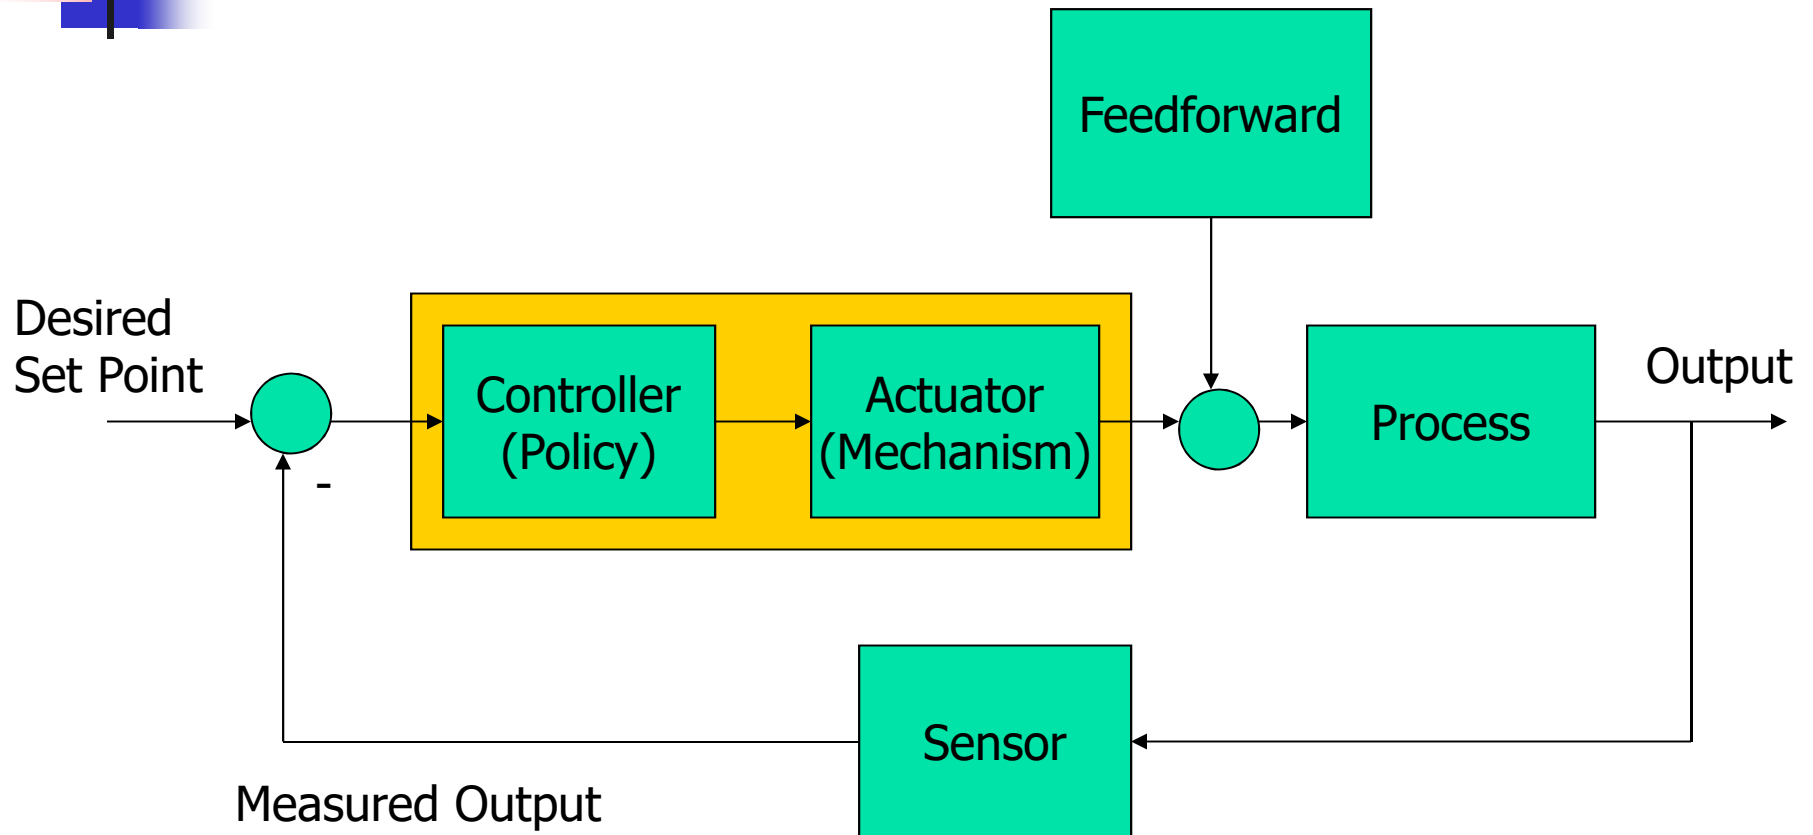 Feedforward
Desired
Set Point
Controller
(Policy)
Actuator
(Mechanism)
Process
Output
-
Sensor
Measured Output